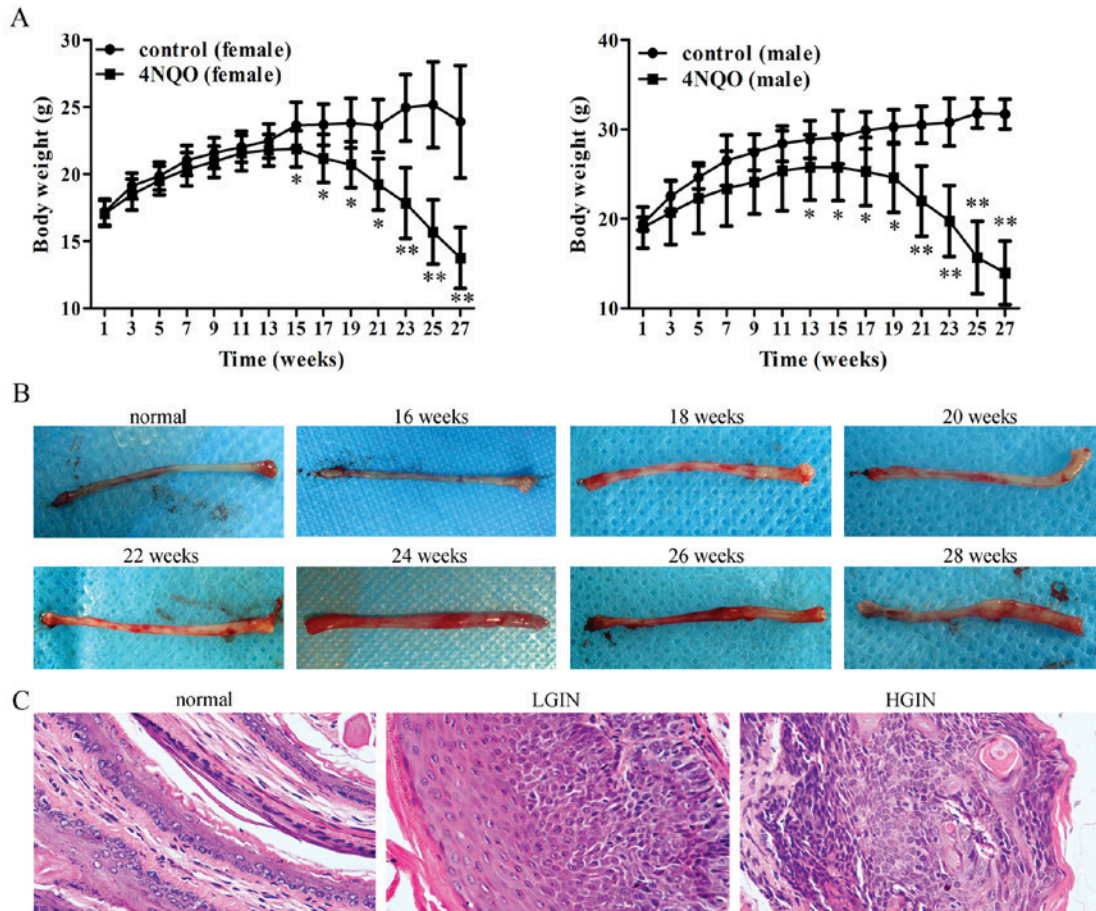 A
control (female)
4NQO (female)
Body weight (g)
30
25
20
15
10
* * * * ** ** **
1 3 5 7 9 11 13 15 17 19 21 23 25 27
Time (weeks)
control (male)
4NQO (male)
Body weight (g)
40
30
20
10
* * * * ** ** ** **
1 3 5 7 9 11 13 15 17 19 21 23 25 27
Time (weeks)
B
normal 16 weeks 18 weeks 20 weeks
22 weeks 24 weeks 26 weeks 28 weeks
C
normal LGIN HGIN